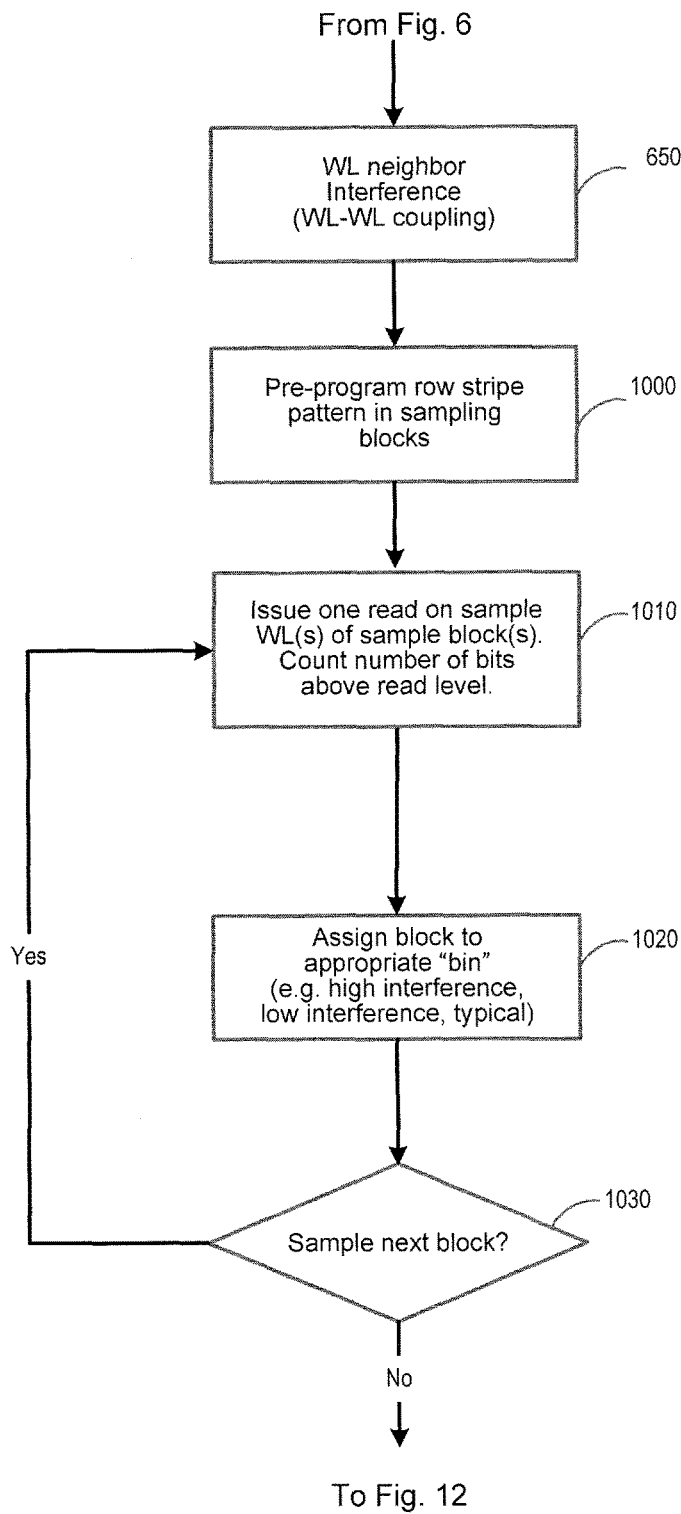 From Fig. 6
WL neighbor
Interference
(WL-WL coupling)
650
Pre-program row stripe
pattern in sampling
blocks
1000
Issue one read on sample
WL(s) of sample block(s).
Count number of bits
above read level.
1010
Assign block to
appropriate “bin”
(e.g. high interference,
low interference, typical)
1020
Yes
Sample next block?
1030
No
To Fig. 12